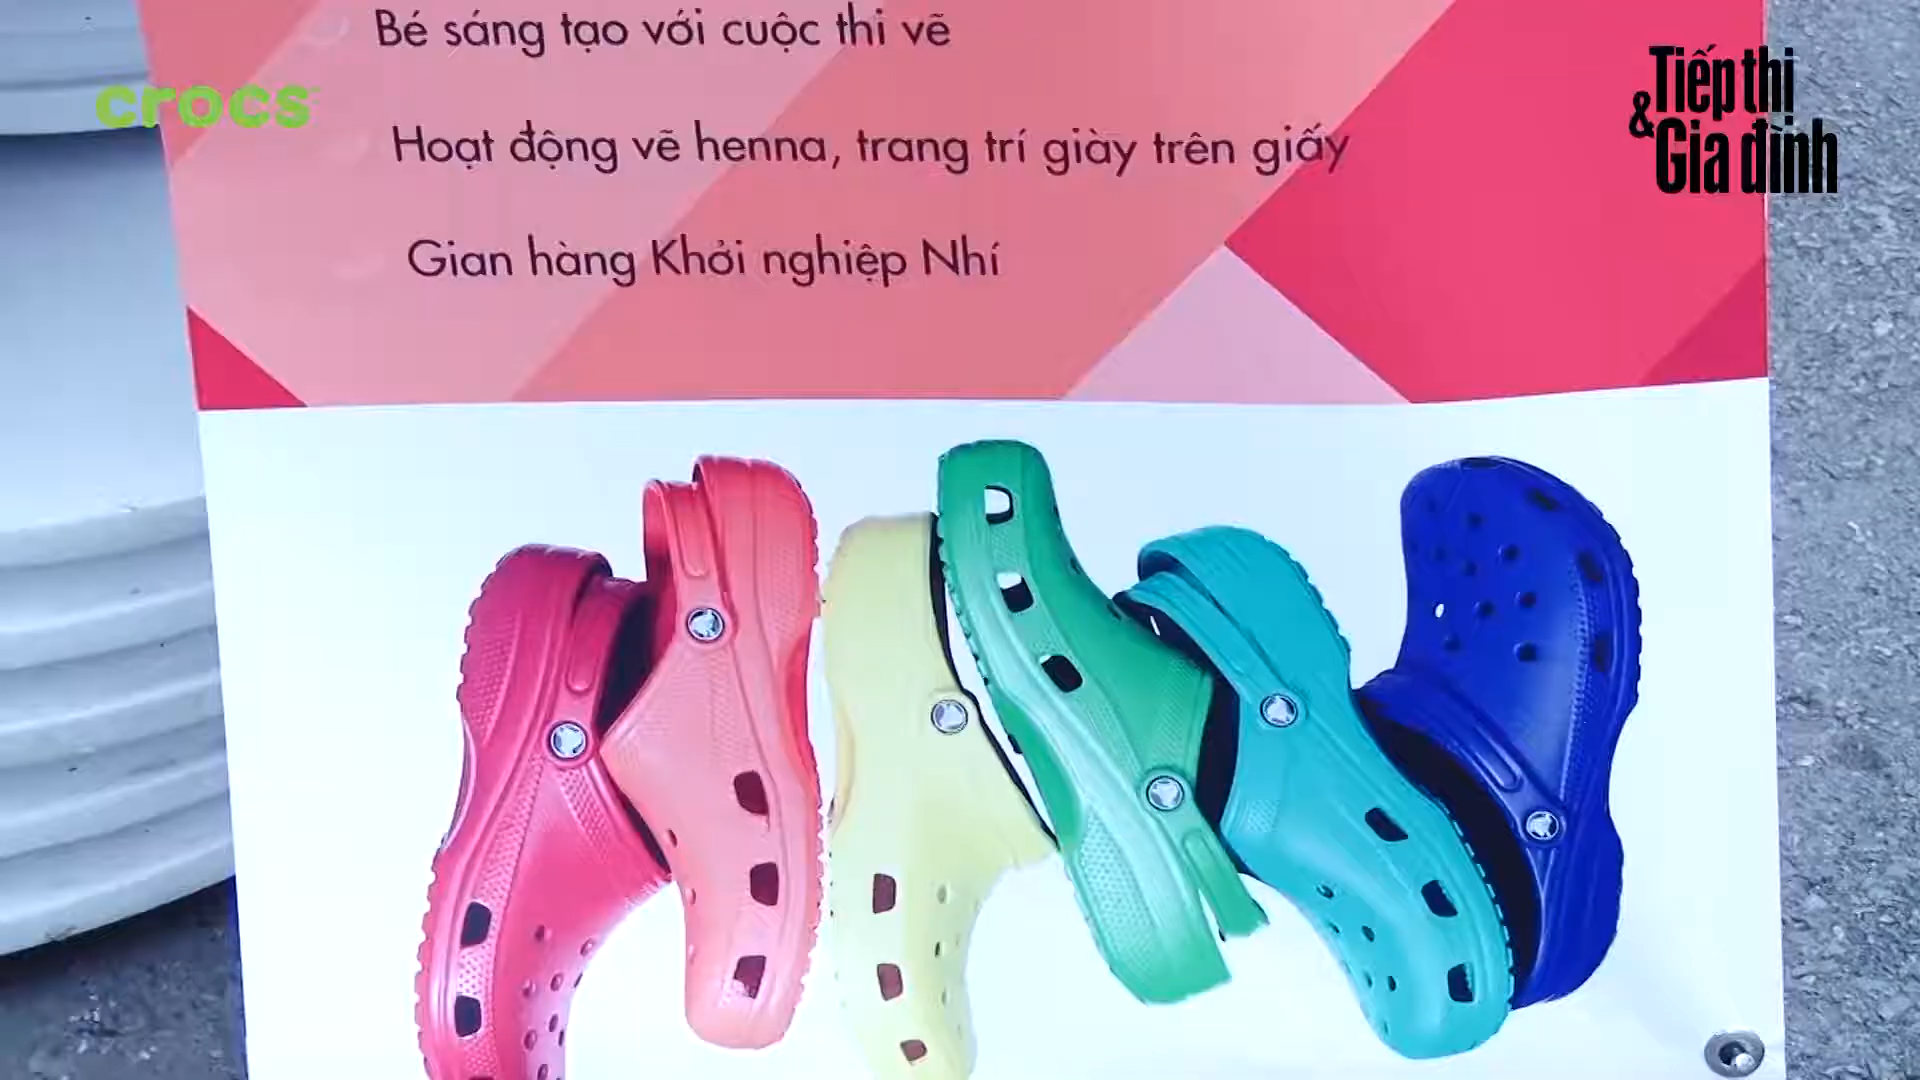 Bé sáng tạo với cuộc thi vẽ
crocs
Tiếp thị
& Gia đình
Hoạt động vẽ henna, trang trí giày trên giấy
Gian hàng Khởi nghiệp Nhí